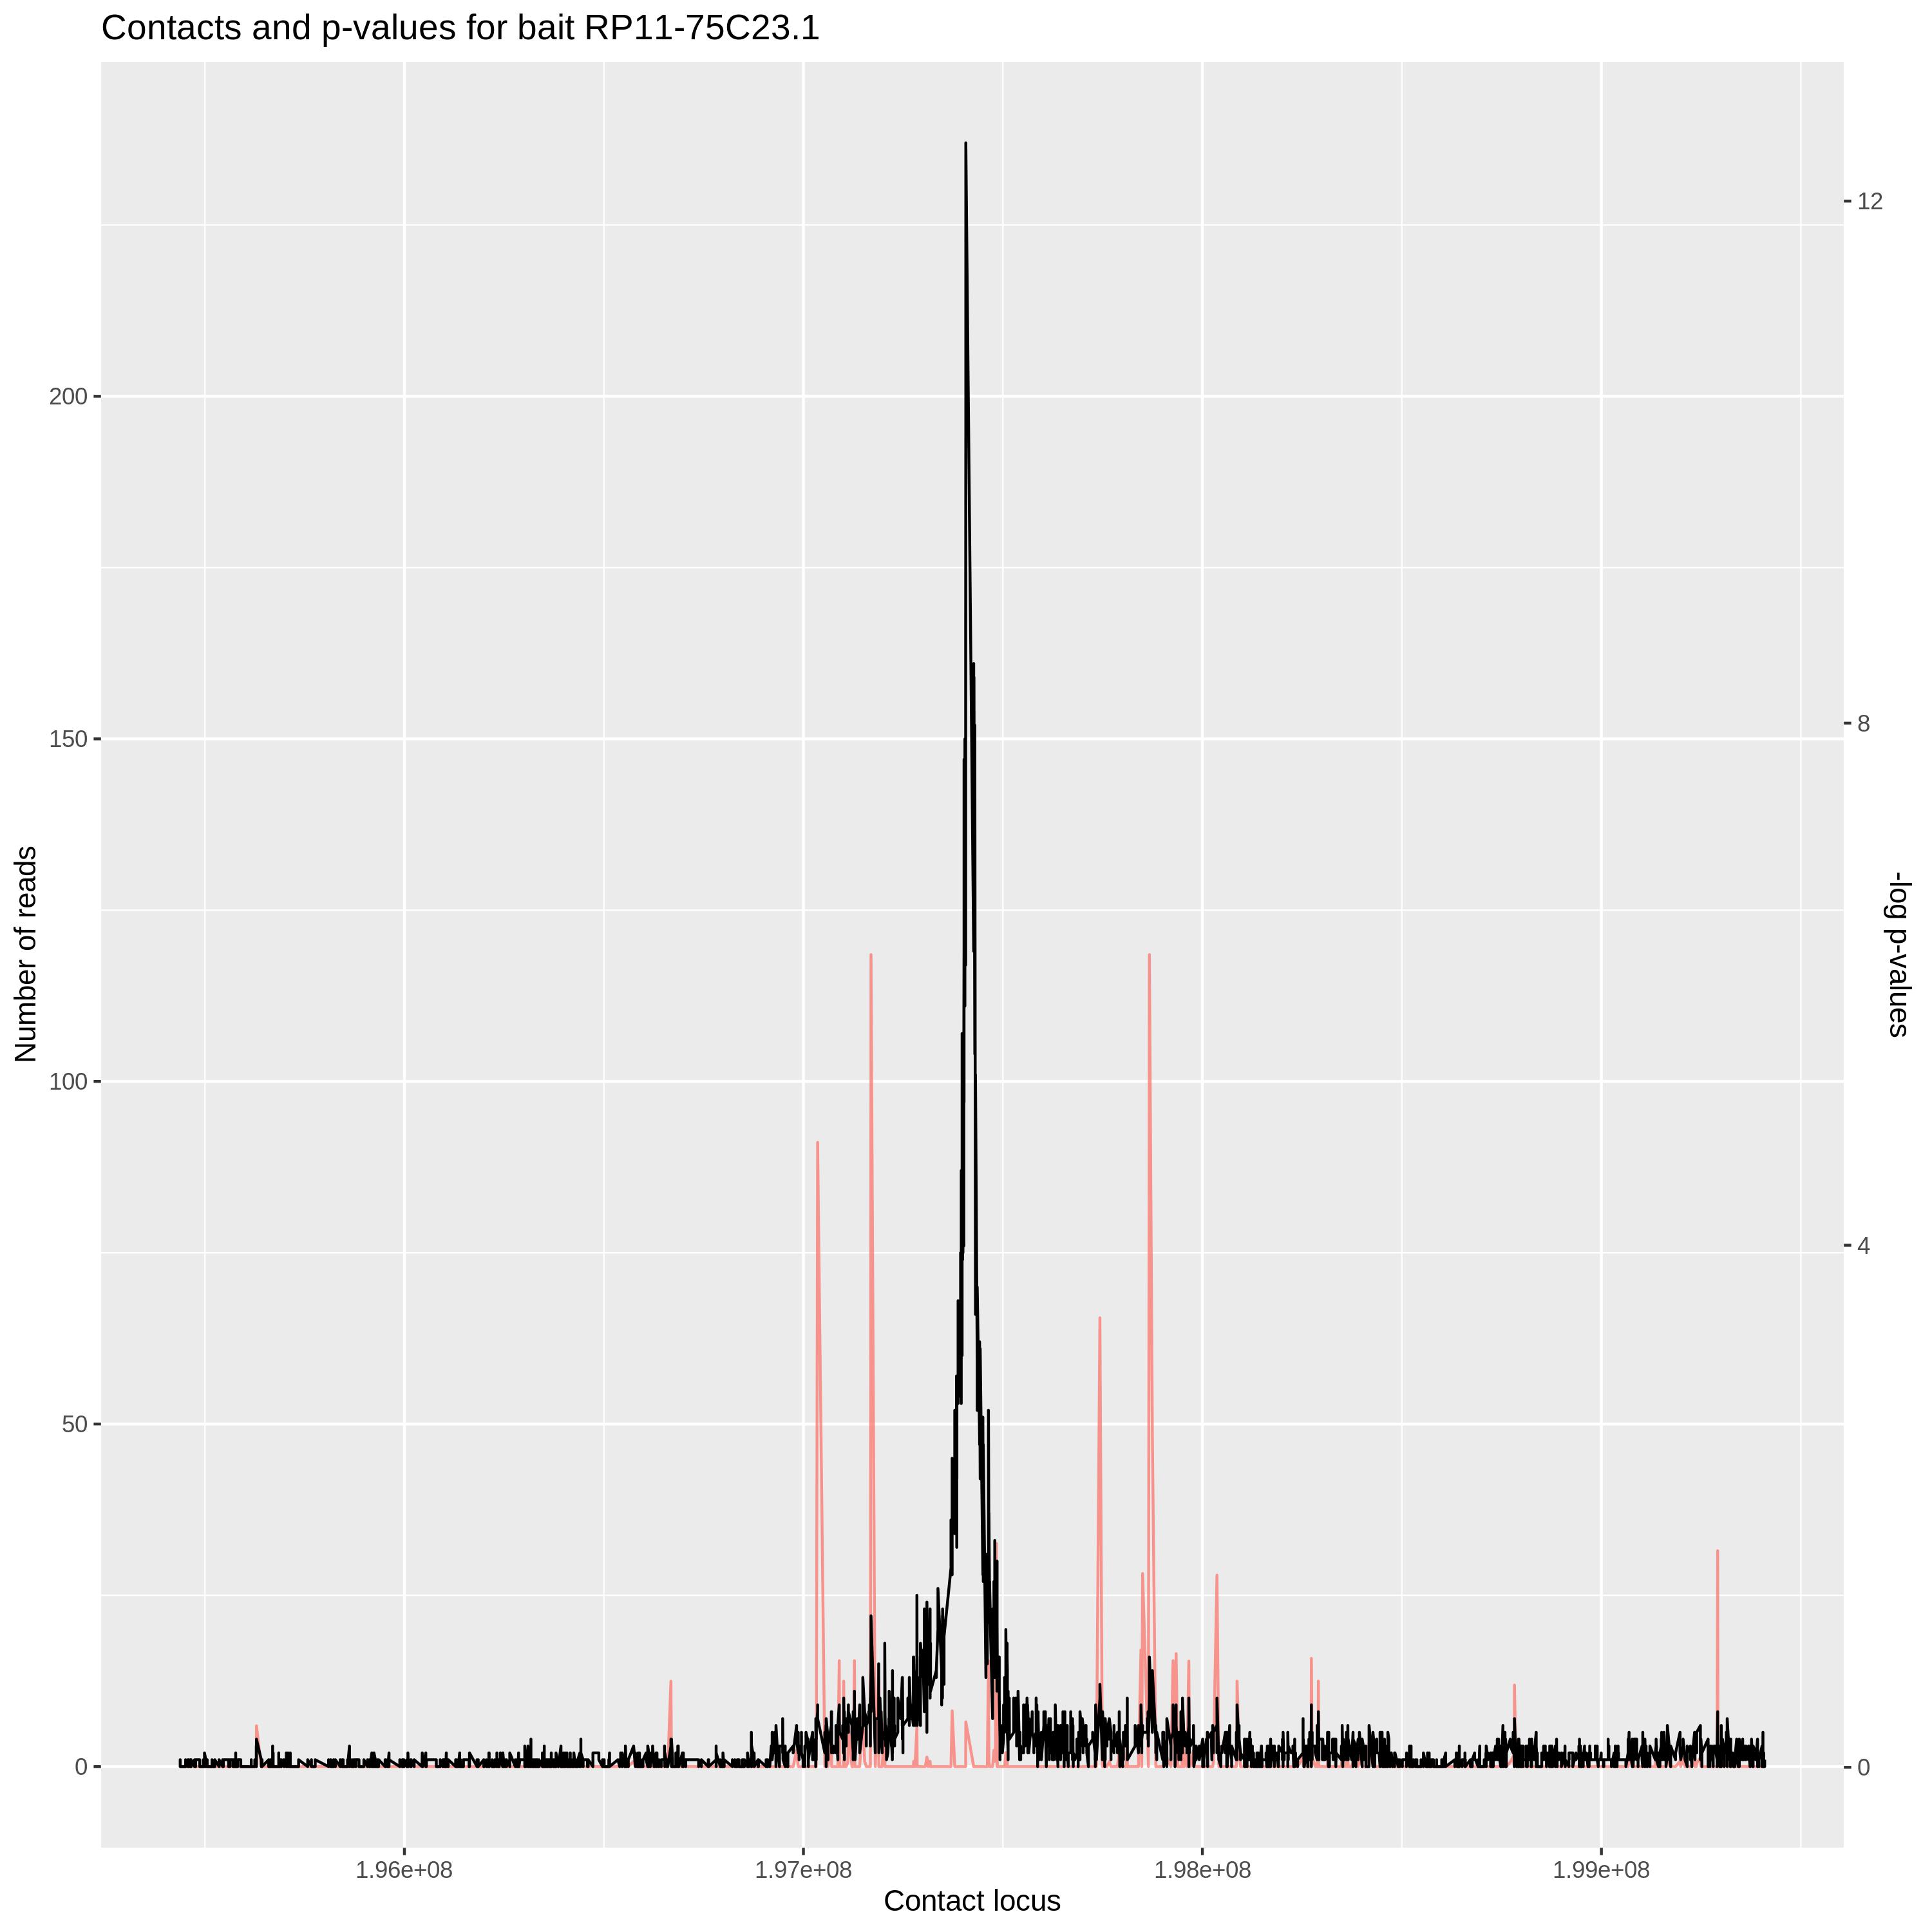 Contacts and p-values for bait RP11-75C23.1
Number of reads
200
150
100
50
0
12
8
4
0
-log p-values
1.96e+08 1.97e+08 1.98e+08 1.99e+08
Contact locus